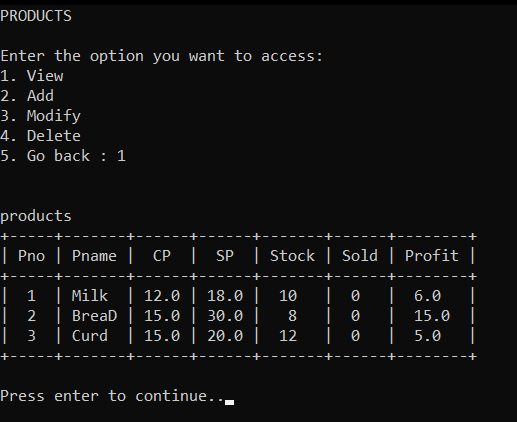 PRODUCTS
Enter the option you want to access:
1. View
2. Add
3. Modify
4. Delete
5. Go back : 1
products
+-----+-------+------+------+-------+------+--------+
| Pno | Pname |  CP  |  SP  | Stock | Sold | Profit |
+-----+-------+------+------+-------+------+--------+
|  1  | Milk  | 12.0 | 18.0 |  10   |  0   |  6.0   |
|  2  | BreaD | 15.0 | 30.0 |   8   |  0   |  15.0  |
|  3  | Curd  | 15.0 | 20.0 |  12   |  0   |  5.0   |
+-----+-------+------+------+-------+------+--------+
Press enter to continue.._